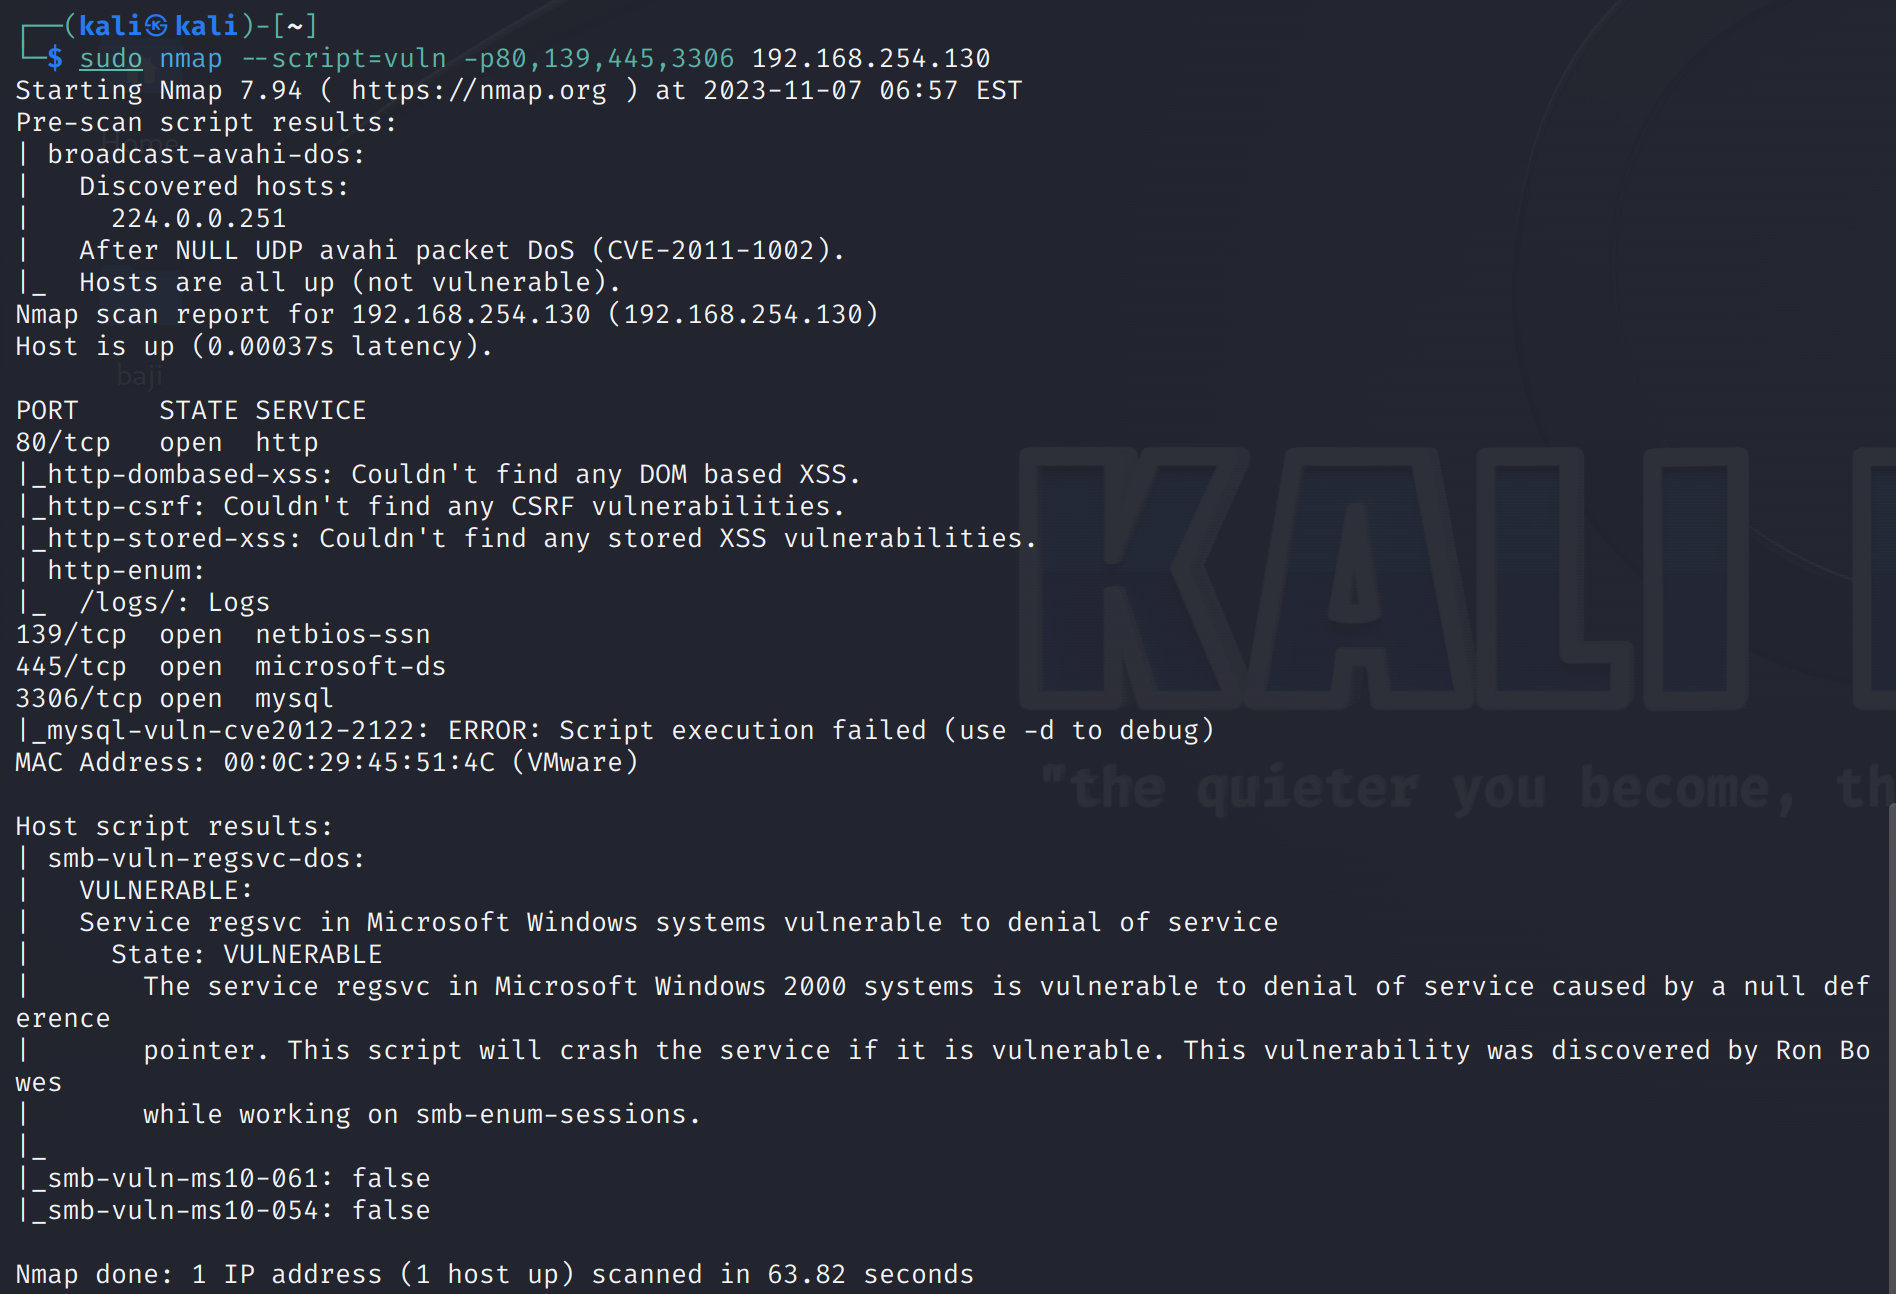 ┌──(kali㉿kali)-[~]
└─$ sudo nmap --script=vuln -p80,139,445,3306 192.168.254.130
Starting Nmap 7.94 ( https://nmap.org ) at 2023-11-07 06:57 EST
Pre-scan script results:
| broadcast-avahi-dos:
|   Discovered hosts:
|     224.0.0.251
|   After NULL UDP avahi packet DoS (CVE-2011-1002).
|_  Hosts are all up (not vulnerable).
Nmap scan report for 192.168.254.130 (192.168.254.130)
Host is up (0.00037s latency).
Home
baji
PORT     STATE SERVICE
80/tcp   open  http
|_http-dombased-xss: Couldn't find any DOM based XSS.
|_http-csrf: Couldn't find any CSRF vulnerabilities.
|_http-stored-xss: Couldn't find any stored XSS vulnerabilities.
| http-enum:
|_  /logs/: Logs
139/tcp  open  netbios-ssn
445/tcp  open  microsoft-ds
3306/tcp open  mysql
|_mysql-vuln-cve2012-2122: ERROR: Script execution failed (use -d to debug)
MAC Address: 00:0C:29:45:51:4C (VMware)
KALI
"the quieter you become, th
Host script results:
| smb-vuln-regsvc-dos:
|   VULNERABLE:
|   Service regsvc in Microsoft Windows systems vulnerable to denial of service
|     State: VULNERABLE
|       The service regsvc in Microsoft Windows 2000 systems is vulnerable to denial of service caused by a null def
erence
|       pointer. This script will crash the service if it is vulnerable. This vulnerability was discovered by Ron Bo
wes
|       while working on smb-enum-sessions.
|_
|_smb-vuln-ms10-061: false
|_smb-vuln-ms10-054: false
Nmap done: 1 IP address (1 host up) scanned in 63.82 seconds